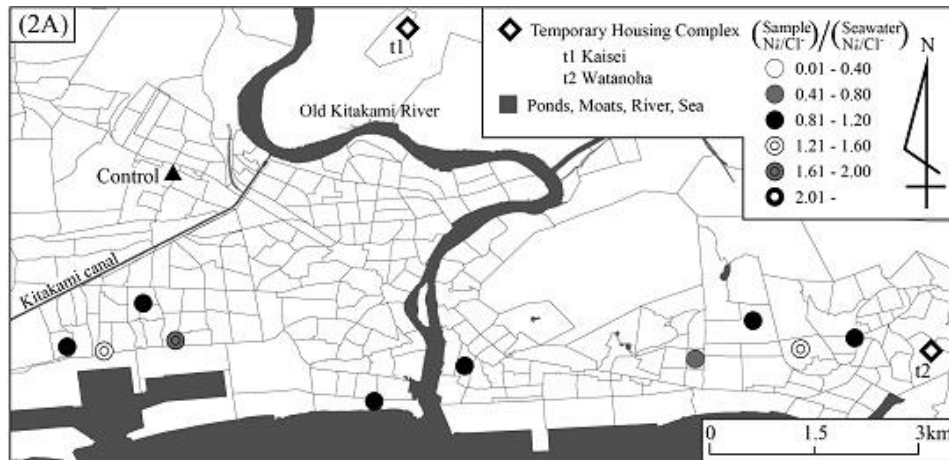 (2A)
t1
Old Kitakami River
Control
Kitakami canal
t2
Temporary Housing Complex
t1 Kaisei
t2 Watanoha
Ponds, Moats, River, Sea
(Sample Na⁺/Cl⁻)/(Seawater Na⁺/Cl⁻)
0.01 - 0.40
0.41 - 0.80
0.81 - 1.20
1.21 - 1.60
1.61 - 2.00
2.01 -
N
0 1.5 3km